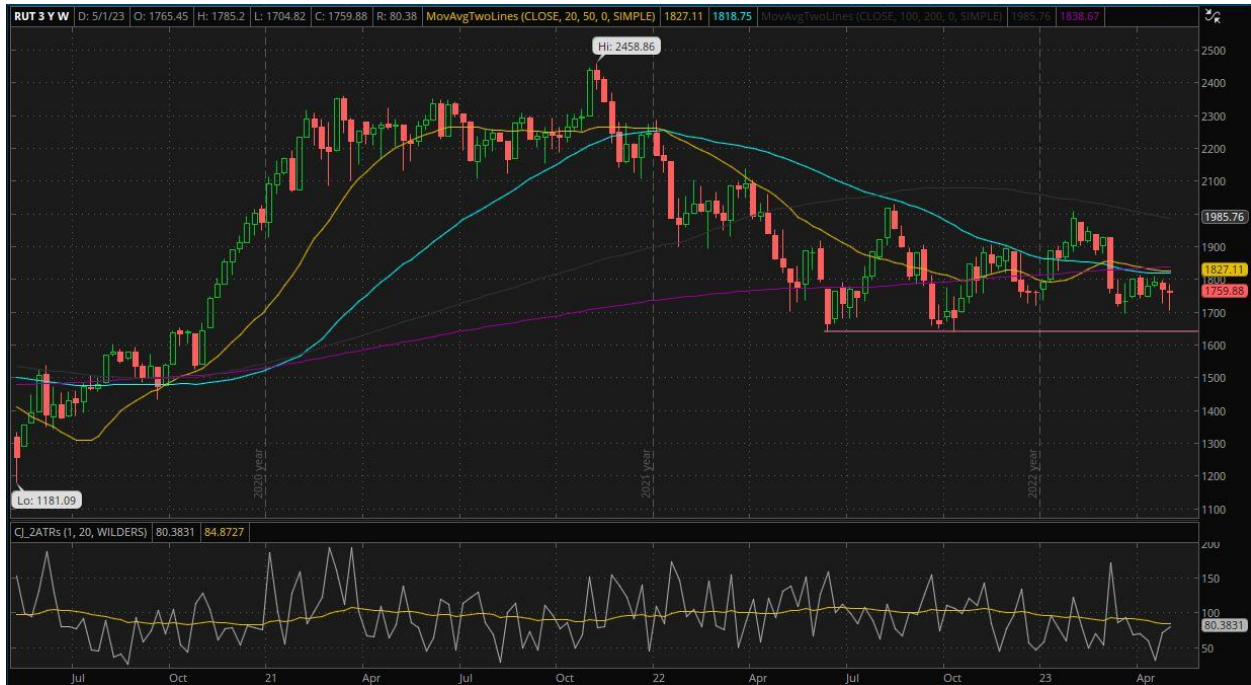 RUT 3 Y W D: 5/1/23 O: 1765.45 H: 1785.2 L: 1704.82 C: 1759.88 R: 80.38 MovAvgTwoLines (CLOSE, 20, 50, 0, SIMPLE) 1827.11 1818.75 MovAvgTwoLines (CLOSE, 100, 200, 0, SIMPLE) 1985.76 1838.67
Hi: 2458.86
2500
2400
2300
2200
2100
1985.76
1900
1827.11
1800
1759.88
1700
1600
1500
1400
1300
1200
1100
2020 year
2021 year
2022 year
Lo: 1181.09
CJ_2ATRs (1, 20, WILDERS) 80.3831 84.8727
200
150
100
80.3831
50
Jul Oct 21 Apr Jul Oct 22 Apr Jul Oct 23 Apr